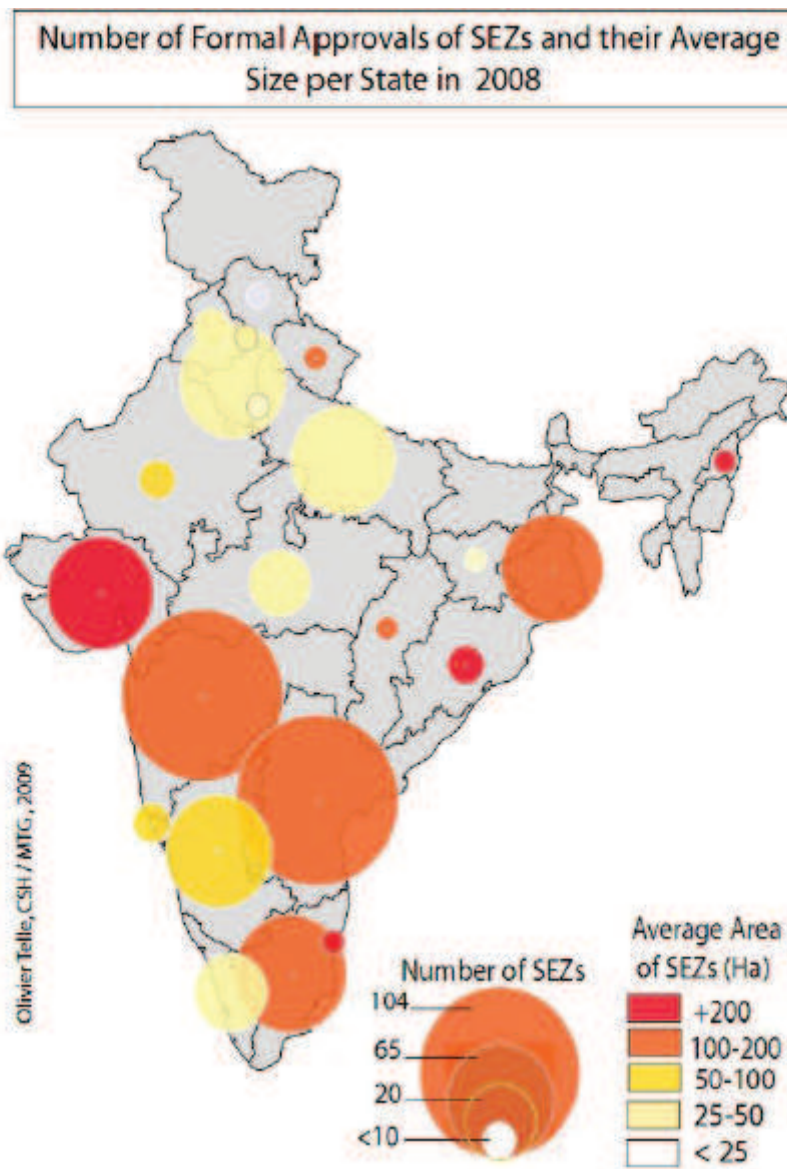 Number of Formal Approvals of SEZs and their Average
Size per State in 2008
Olivier Telle, CSH / MTG, 2009
Number of SEZs
104
65
20
<10
Average Area
of SEZs (Ha)
+200
100-200
50-100
25-50
< 25